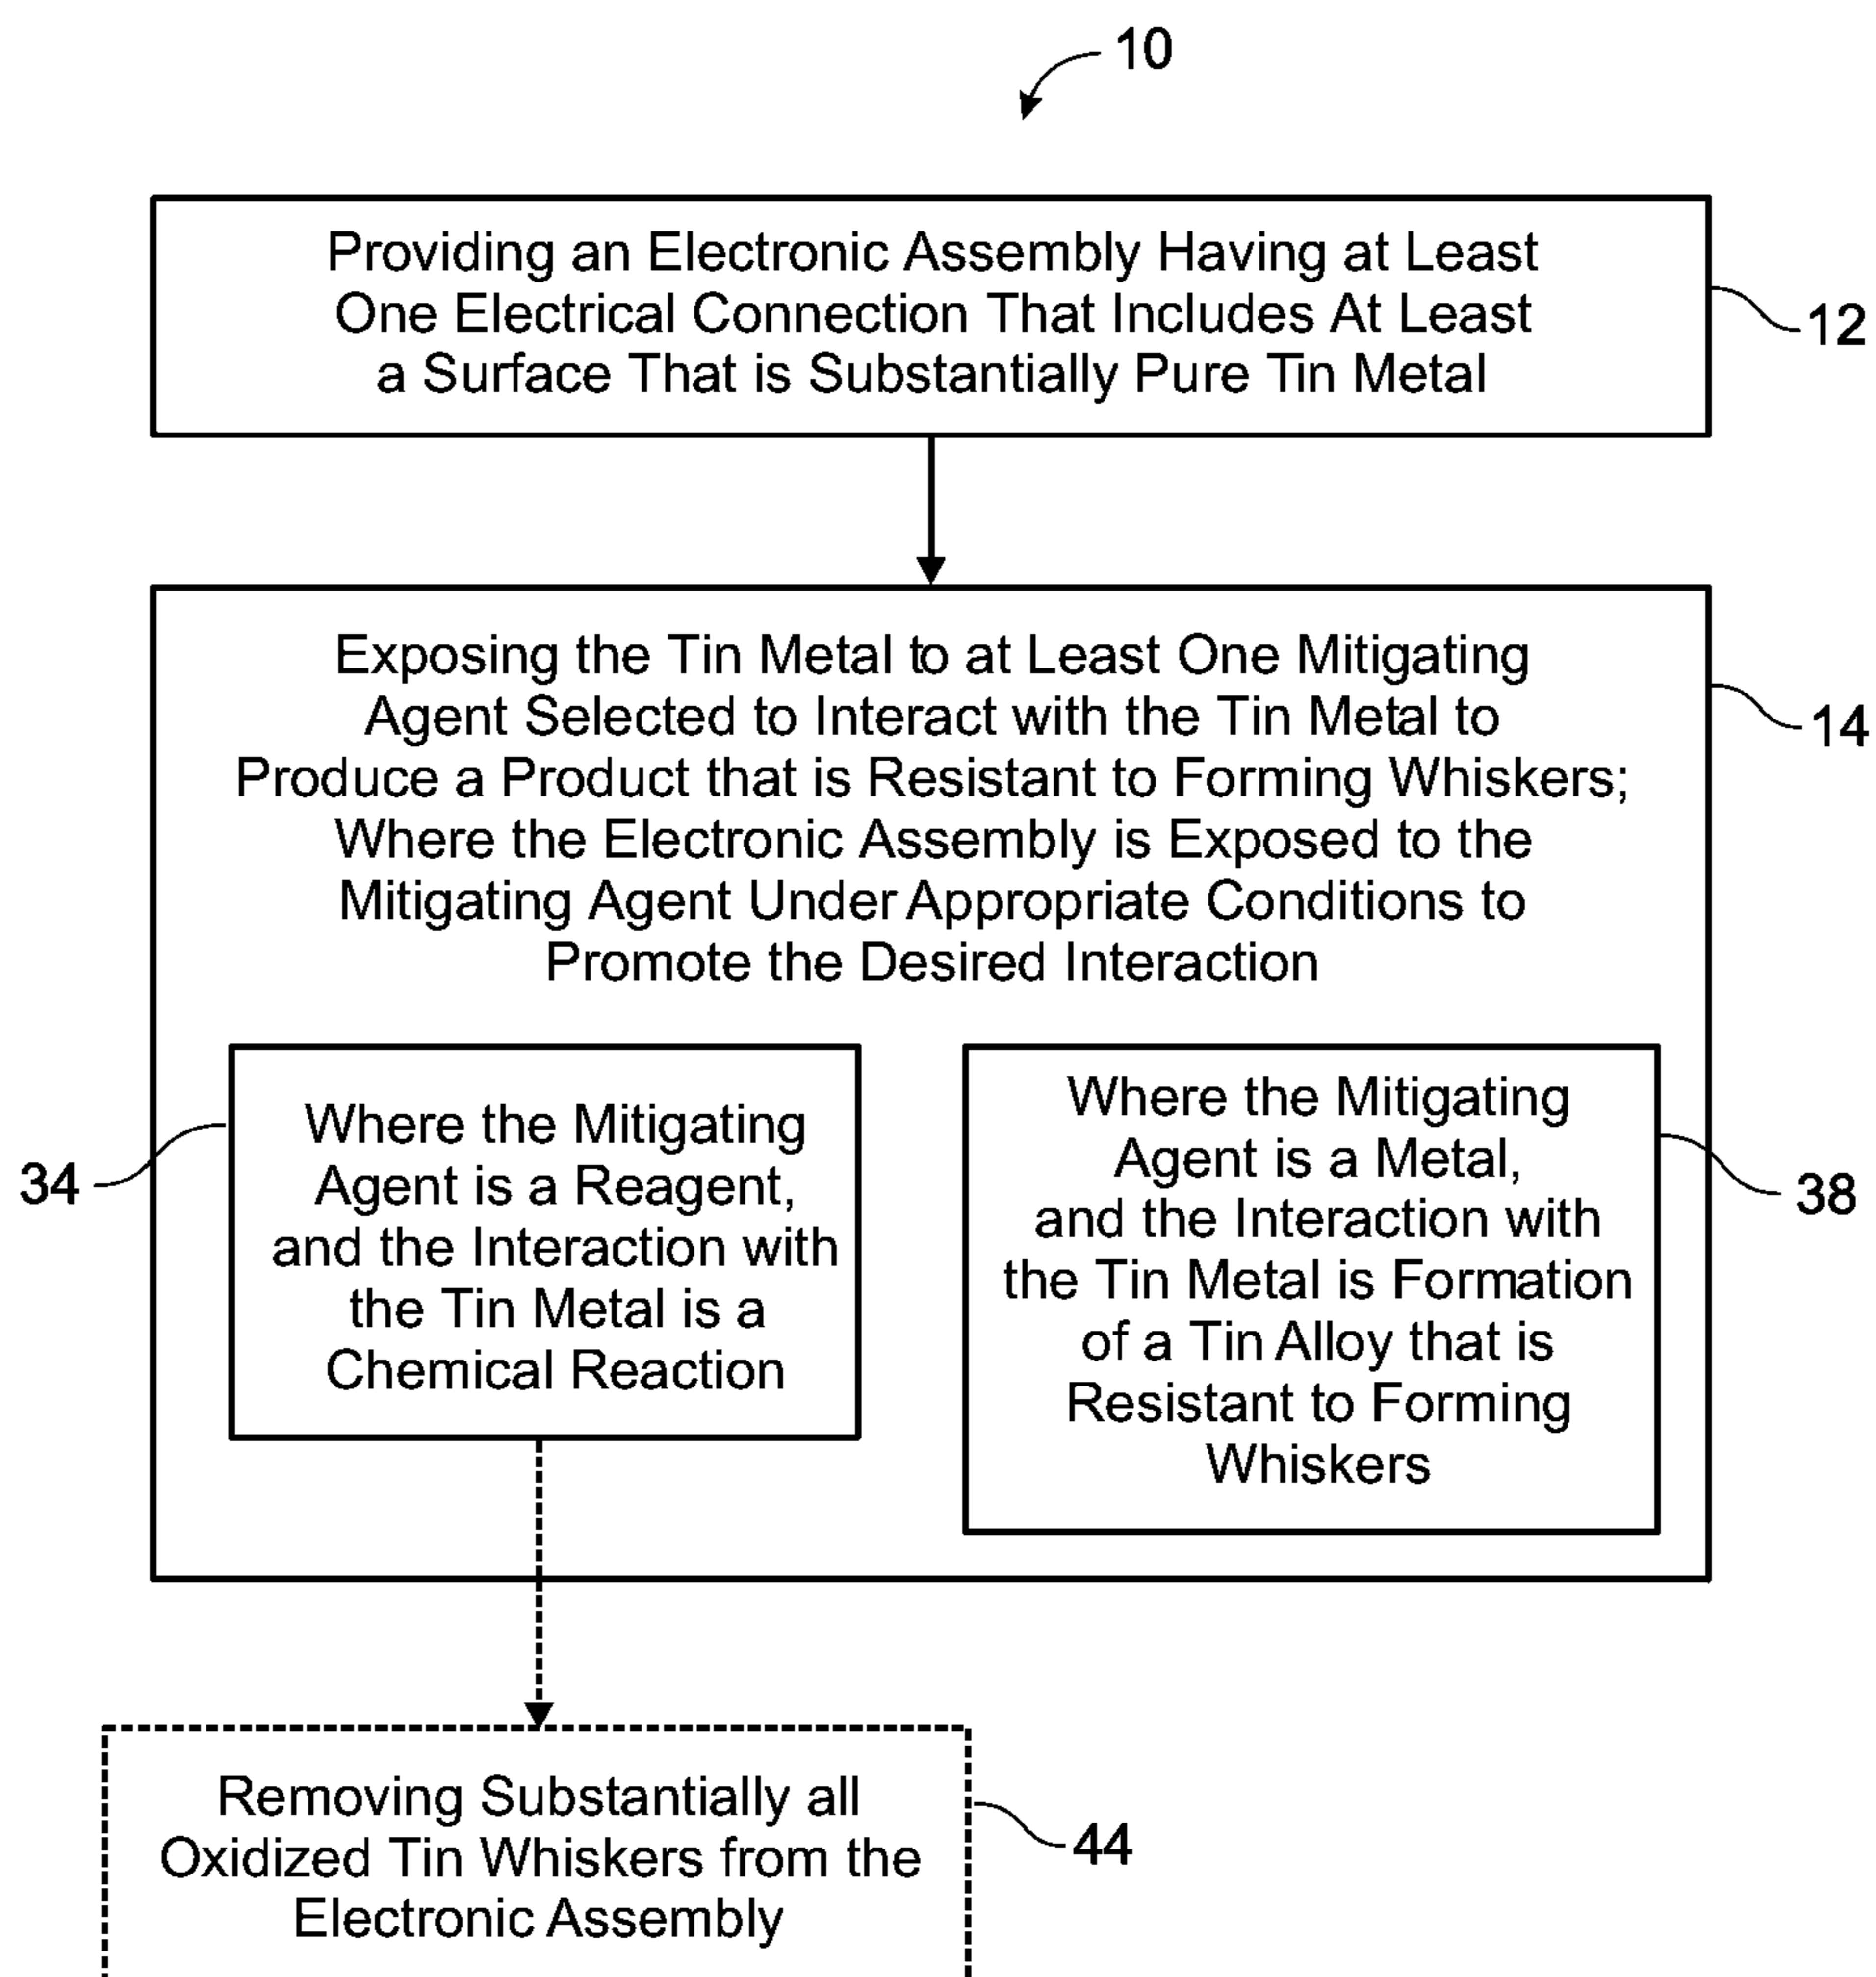 10
Providing an Electronic Assembly Having at Least
One Electrical Connection That Includes At Least
a Surface That is Substantially Pure Tin Metal
12
Exposing the Tin Metal to at Least One Mitigating
Agent Selected to Interact with the Tin Metal to
Produce a Product that is Resistant to Forming Whiskers;
Where the Electronic Assembly is Exposed to the
Mitigating Agent Under Appropriate Conditions to
Promote the Desired Interaction
14
Where the Mitigating
Agent is a Reagent,
and the Interaction with
the Tin Metal is a
Chemical Reaction
34
Where the Mitigating
Agent is a Metal,
and the Interaction with
the Tin Metal is Formation
of a Tin Alloy that is
Resistant to Forming
Whiskers
38
Removing Substantially all
Oxidized Tin Whiskers from the
Electronic Assembly
44